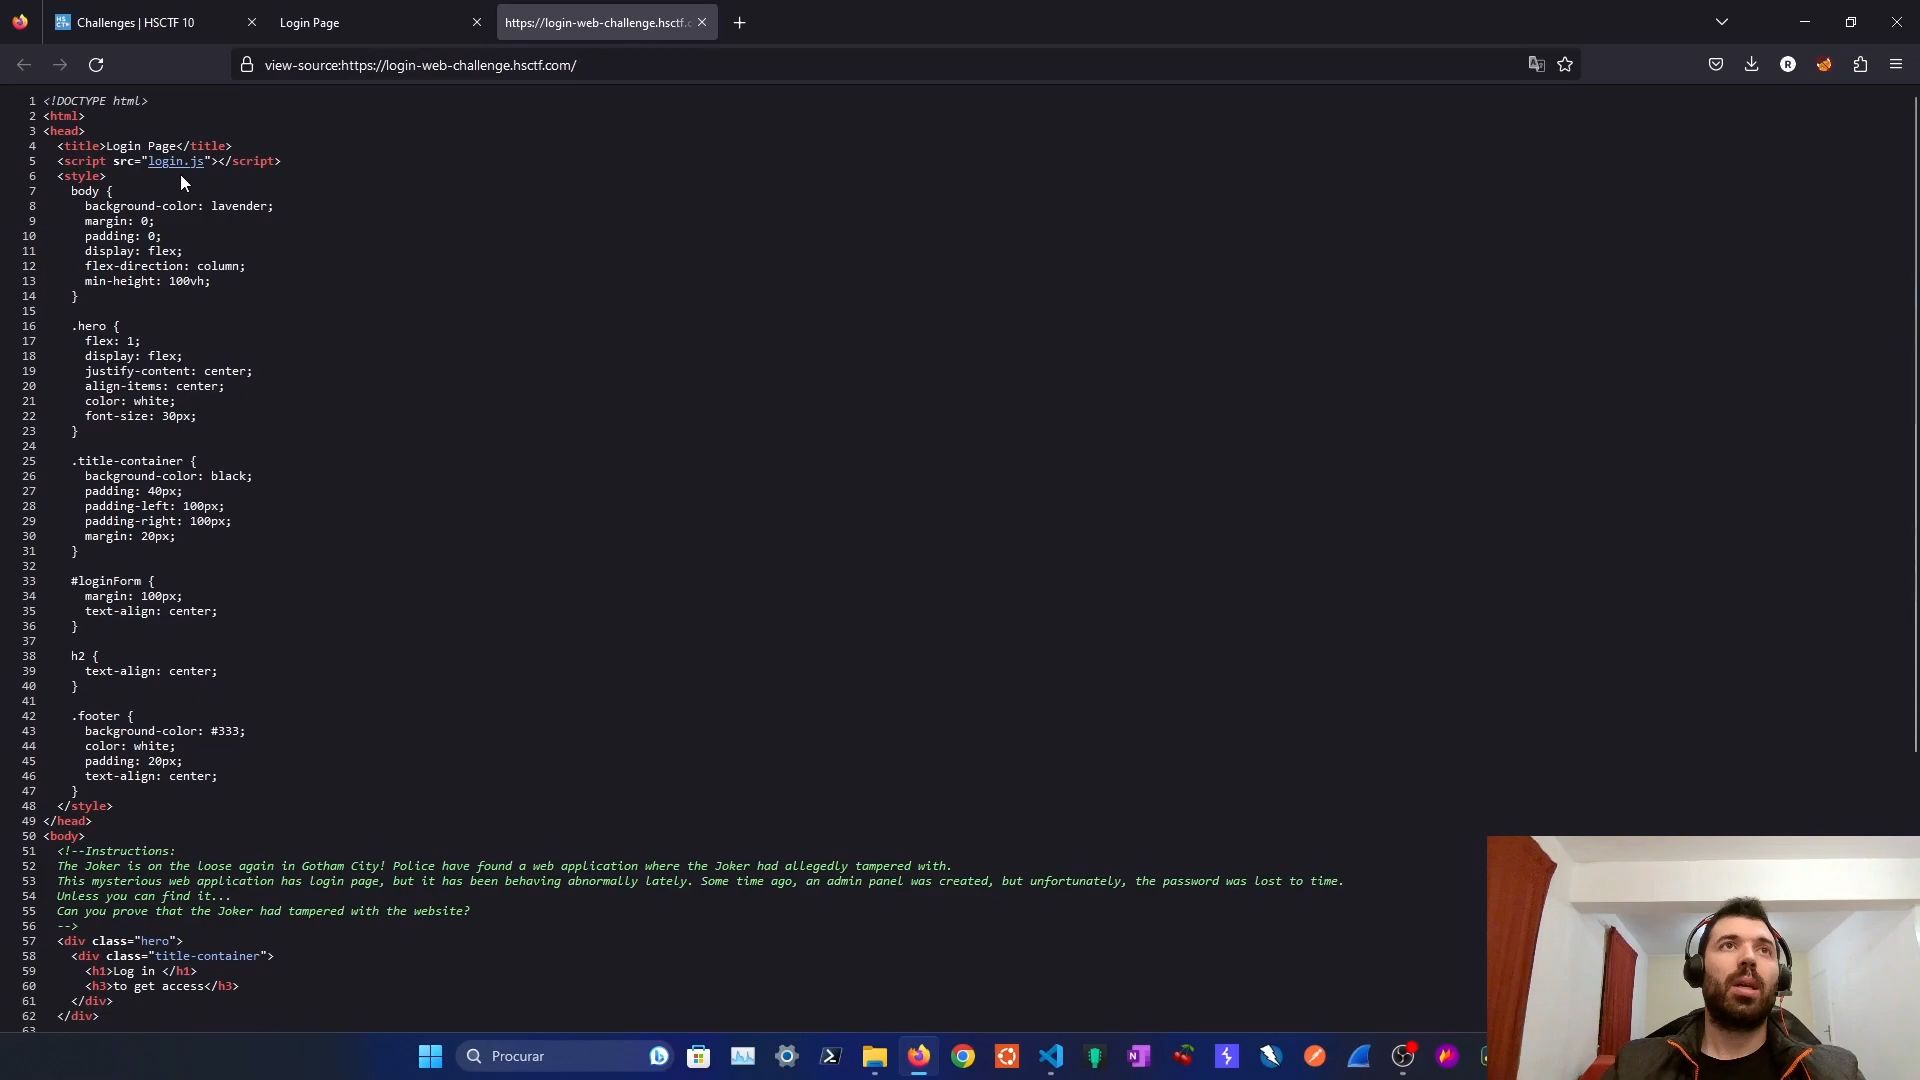 Challenges | HSCTF 10
Login Page
https://login-web-challenge.hsctf.c
view-source:https://login-web-challenge.hsctf.com/
1 <!DOCTYPE html>
2 <html>
3 <head>
4 <title>Login Page</title>
5 <script src="login.js"></script>
6 <style>
7 body {
8 background-color: lavender;
9 margin: 0;
10 padding: 0;
11 display: flex;
12 flex-direction: column;
13 min-height: 100vh;
14 }
15
16 .hero {
17 flex: 1;
18 display: flex;
19 justify-content: center;
20 align-items: center;
21 color: white;
22 font-size: 30px;
23 }
24
25 .title-container {
26 background-color: black;
27 padding: 40px;
28 padding-left: 100px;
29 padding-right: 100px;
30 margin: 20px;
31 }
32
33 #loginForm {
34 margin: 100px;
35 text-align: center;
36 }
37
38 h2 {
39 text-align: center;
40 }
41
42 .footer {
43 background-color: #333;
44 color: white;
45 padding: 20px;
46 text-align: center;
47 }
48 </style>
49 </head>
50 <body>
51 <!--Instructions:
52 The Joker is on the loose again in Gotham City! Police have found a web application where the Joker had allegedly tampered with.
53 This mysterious web application has login page, but it has been behaving abnormally lately. Some time ago, an admin panel was created, but unfortunately, the password was lost to time.
54 Unless you can find it...
55 Can you prove that the Joker had tampered with the website?
56 -->
57 <div class="hero">
58 <div class="title-container">
59 <h1>Log in </h1>
60 <h3>to get access</h3>
61 </div>
62 </div>
63
Procurar